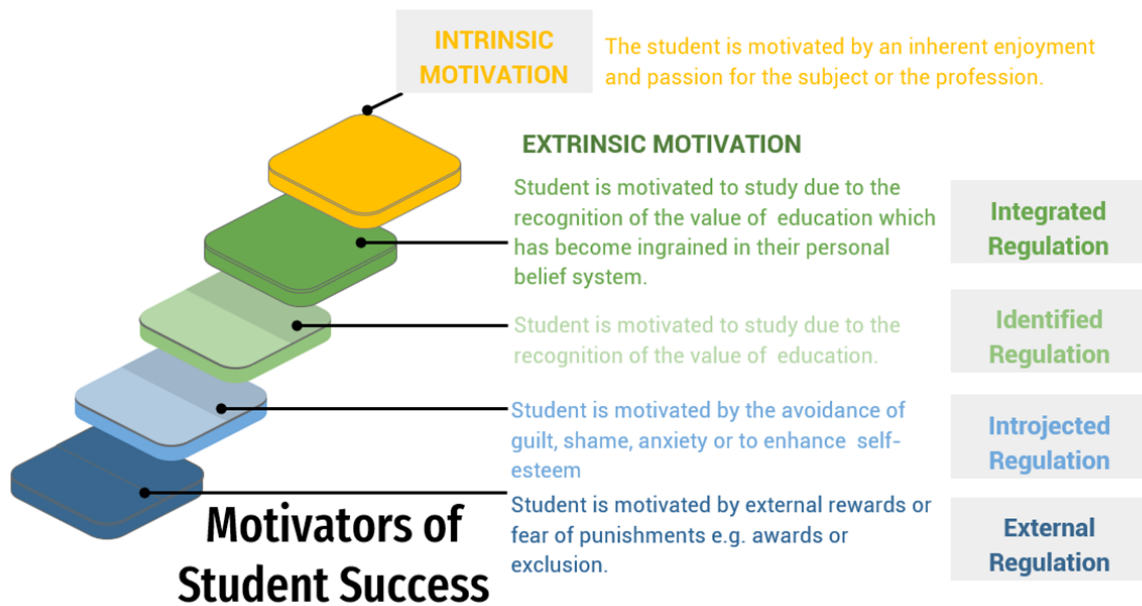 INTRINSIC
MOTIVATION
The student is motivated by an inherent enjoyment
and passion for the subject or the profession.
EXTRINSIC MOTIVATION
Student is motivated to study due to the
recognition of the value of education which
has become ingrained in their personal
belief system.
Integrated
Regulation
Student is motivated to study due to the
recognition of the value of education.
Identified
Regulation
Student is motivated by the avoidance of
guilt, shame, anxiety or to enhance self-
esteem
Introjected
Regulation
Student is motivated by external rewards or
fear of punishments e.g. awards or
exclusion.
External
Regulation
Motivators of
Student Success